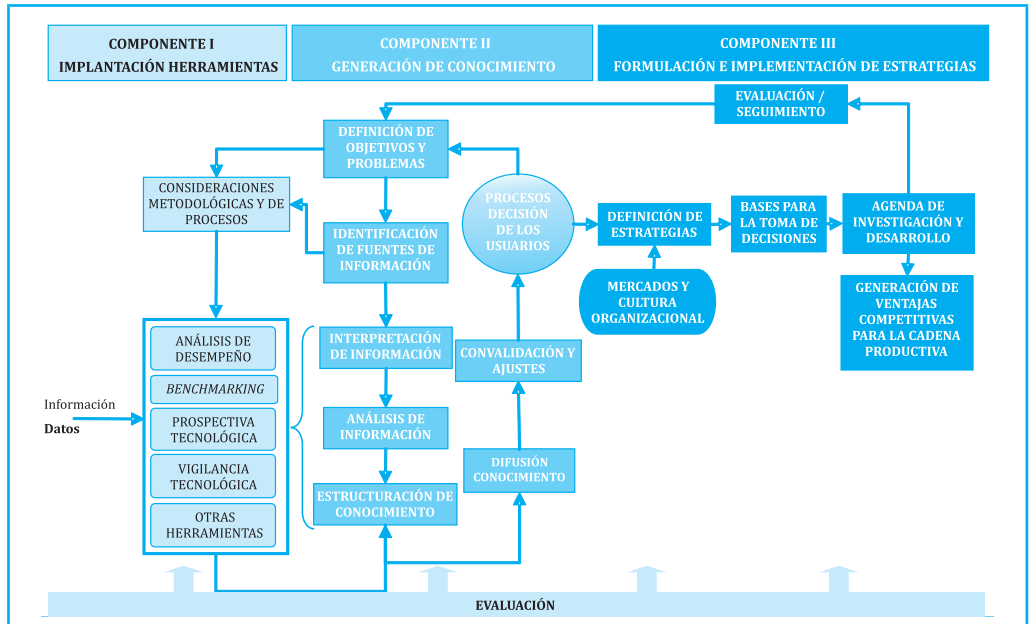 COMPONENTE I
IMPLANTACIÓN HERRAMIENTAS
COMPONENTE II
GENERACIÓN DE CONOCIMIENTO
COMPONENTE III
FORMULACIÓN E IMPLEMENTACIÓN DE ESTRATEGIAS
EVALUACIÓN /
SEGUIMIENTO
DEFINICIÓN DE
OBJETIVOS Y
PROBLEMAS
CONSIDERACIONES
METODOLÓGICAS Y DE
PROCESOS
IDENTIFICACIÓN
DE FUENTES DE
INFORMACIÓN
PROCESOS
DECISIÓN
DE LOS
USUARIOS
DEFINICIÓN DE
ESTRATEGIAS
BASES PARA
LA TOMA DE
DECISIONES
AGENDA DE
INVESTIGACIÓN Y
DESARROLLO
MERCADOS Y
CULTURA
ORGANIZACIONAL
GENERACIÓN DE
VENTAJAS
COMPETITIVAS
PARA LA CADENA
PRODUCTIVA
INTERPRETACIÓN
DE INFORMACIÓN
CONVALIDACIÓN Y
AJUSTES
ANÁLISIS DE
DESEMPEÑO
BENCHMARKING
Información
Datos
PROSPECTIVA
TECNOLÓGICA
VIGILANCIA
TECNOLÓGICA
OTRAS
HERRAMIENTAS
ANÁLISIS DE
INFORMACIÓN
DIFUSIÓN
CONOCIMIENTO
ESTRUCTURACIÓN DE
CONOCIMIENTO
EVALUACIÓN